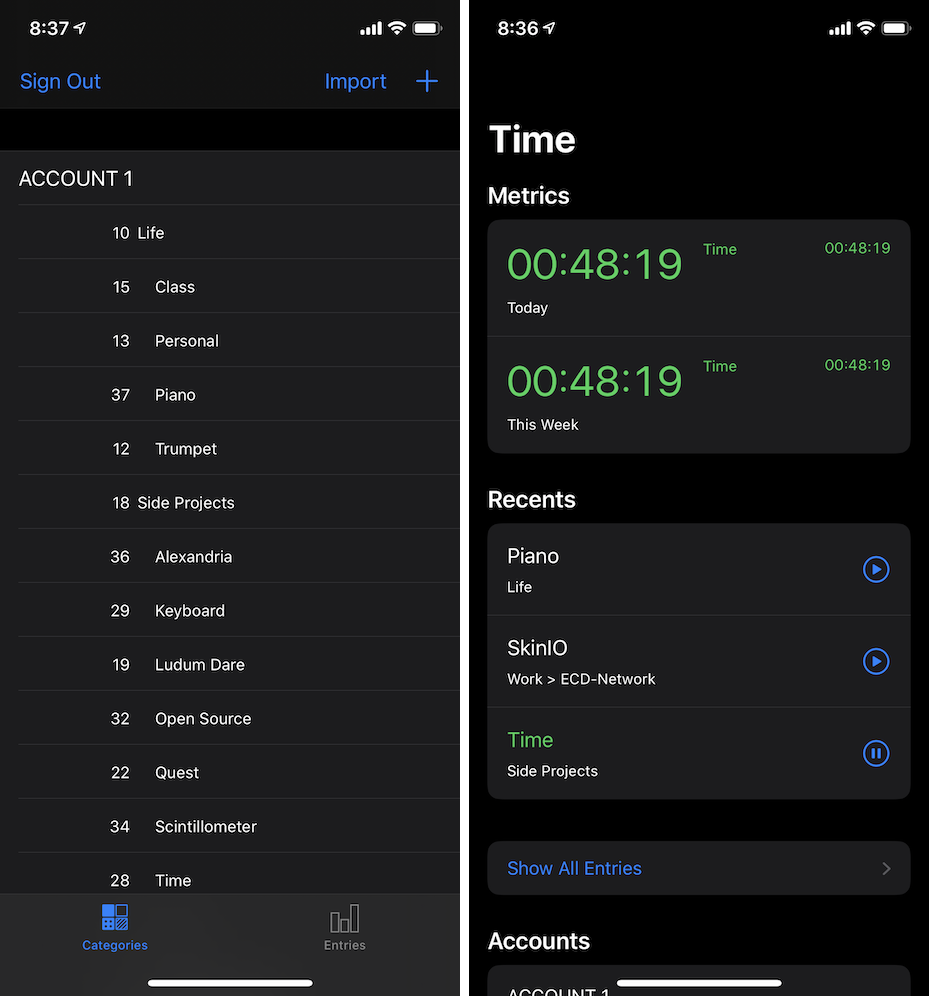 8:37
Sign Out
Import
ACCOUNT 1
10 Life
15 Class
13 Personal
37 Piano
12 Trumpet
18 Side Projects
36 Alexandria
29 Keyboard
19 Ludum Dare
32 Open Source
22 Quest
34 Scintillometer
28 Time
Categories
Entries
8:36
Time
Metrics
00:48:19
Time
00:48:19
Today
00:48:19
Time
00:48:19
This Week
Recents
Piano
Life
SkinIO
Work > ECD-Network
Time
Side Projects
Show All Entries
Accounts
ACCOUNT 1